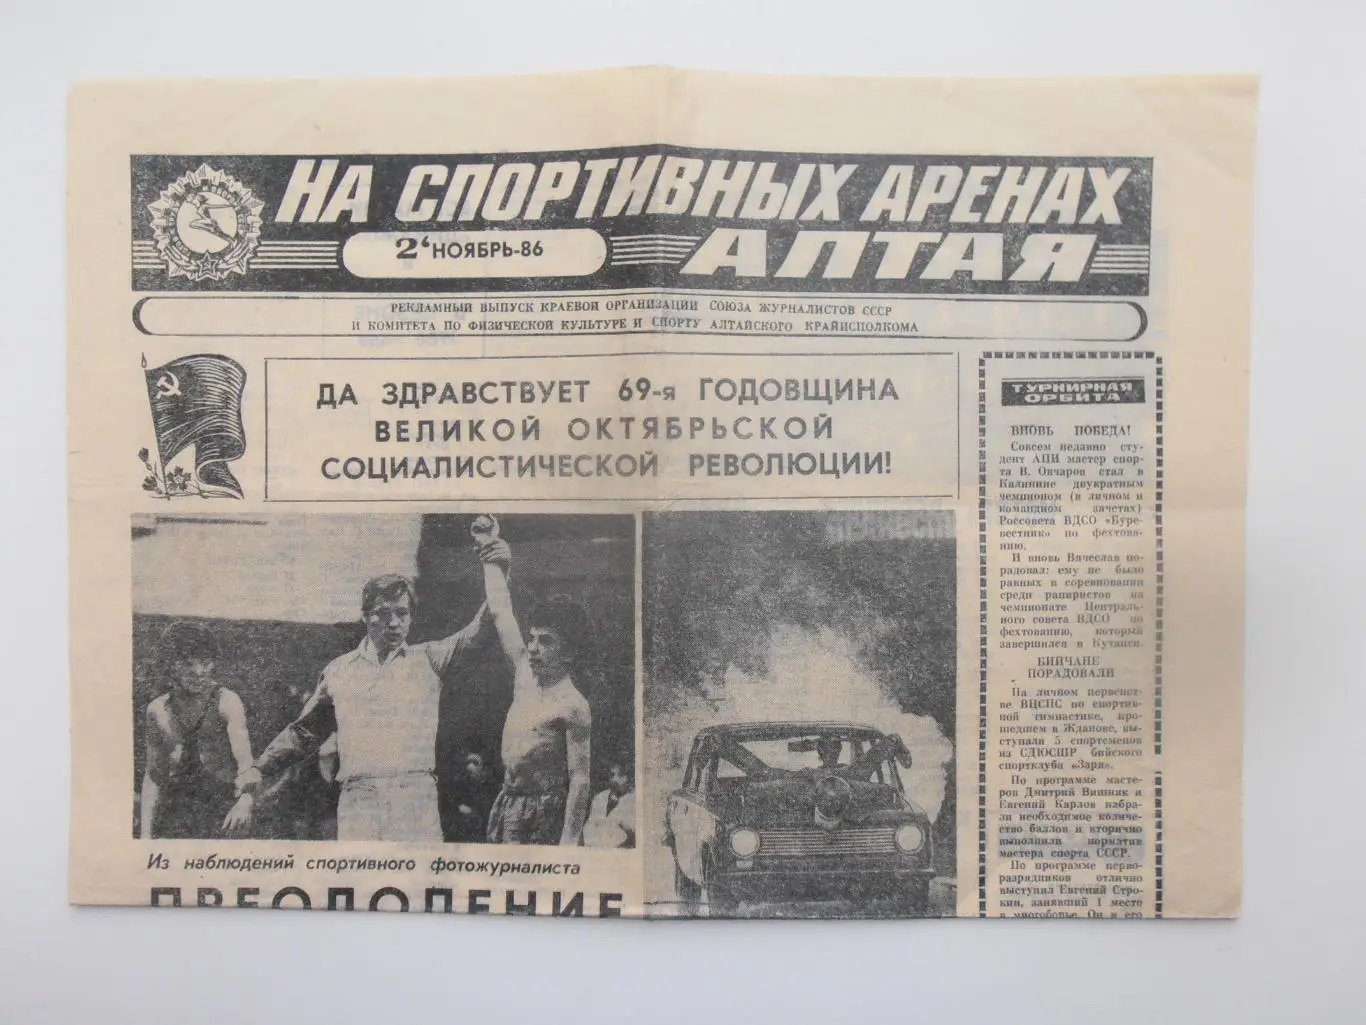 НА СПОРТИВНЫХ АРЕНАХ
АЛТАЯ
2‘ НОЯБРЬ-86
РЕКЛАМНЫЙ ВЫПУСК КРАЕВОЙ ОРГАНИЗАЦИИ СОЮЗА ЖУРНАЛИСТОВ СССР
И КОМИТЕТА ПО ФИЗИЧЕСКОЙ КУЛЬТУРЕ И СПОРТУ АЛТАЙСКОГО КРАЙИСПОЛКОМА
ДА ЗДРАВСТВУЕТ 69-я ГОДОВЩИНА
ВЕЛИКОЙ ОКТЯБРЬСКОЙ
СОЦИАЛИСТИЧЕСКОЙ РЕВОЛЮЦИИ!
Из наблюдений спортивного фотожурналиста
ПРЕОДОЛЕНИЕ
ТУРНИРНАЯ
ОРБИТА
ВНОВЬ ПОБЕДА!
Совсем недавно сту-
дент АПИ мастер спор-
та В. Овчаров стал в
Калинине двукратным
чемпионом (в личном и
командном зачетах)
Россовета ВДСО «Буре-
вестник» по фехтова-
нию.
И вновь Вячеслав по-
радовал: ему не было
равных в соревновании
среди рапиристов на
чемпионате Централь-
ного совета ВДСО по
фехтованию, который
завершился в Кутаиси.
БИЙЧАНЕ
ПОРАДОВАЛИ
На личном первенст-
ве ВЦСПС по спортив-
ной гимнастике, про-
шедшем в Жданове, вы-
ступали 5 спортсменов
из СДЮСШР бийского
спортклуба «Заря».
По программе масте-
ров Дмитрий Вишняк и
Евгений Карлов набра-
ли необходимое количе-
ство баллов и вторично
выполнили норматив
мастера спорта СССР.
По программе перво-
разрядников отлично
выступил Евгений Стро-
кин, занявший 1 место
в многоборье. Он и его